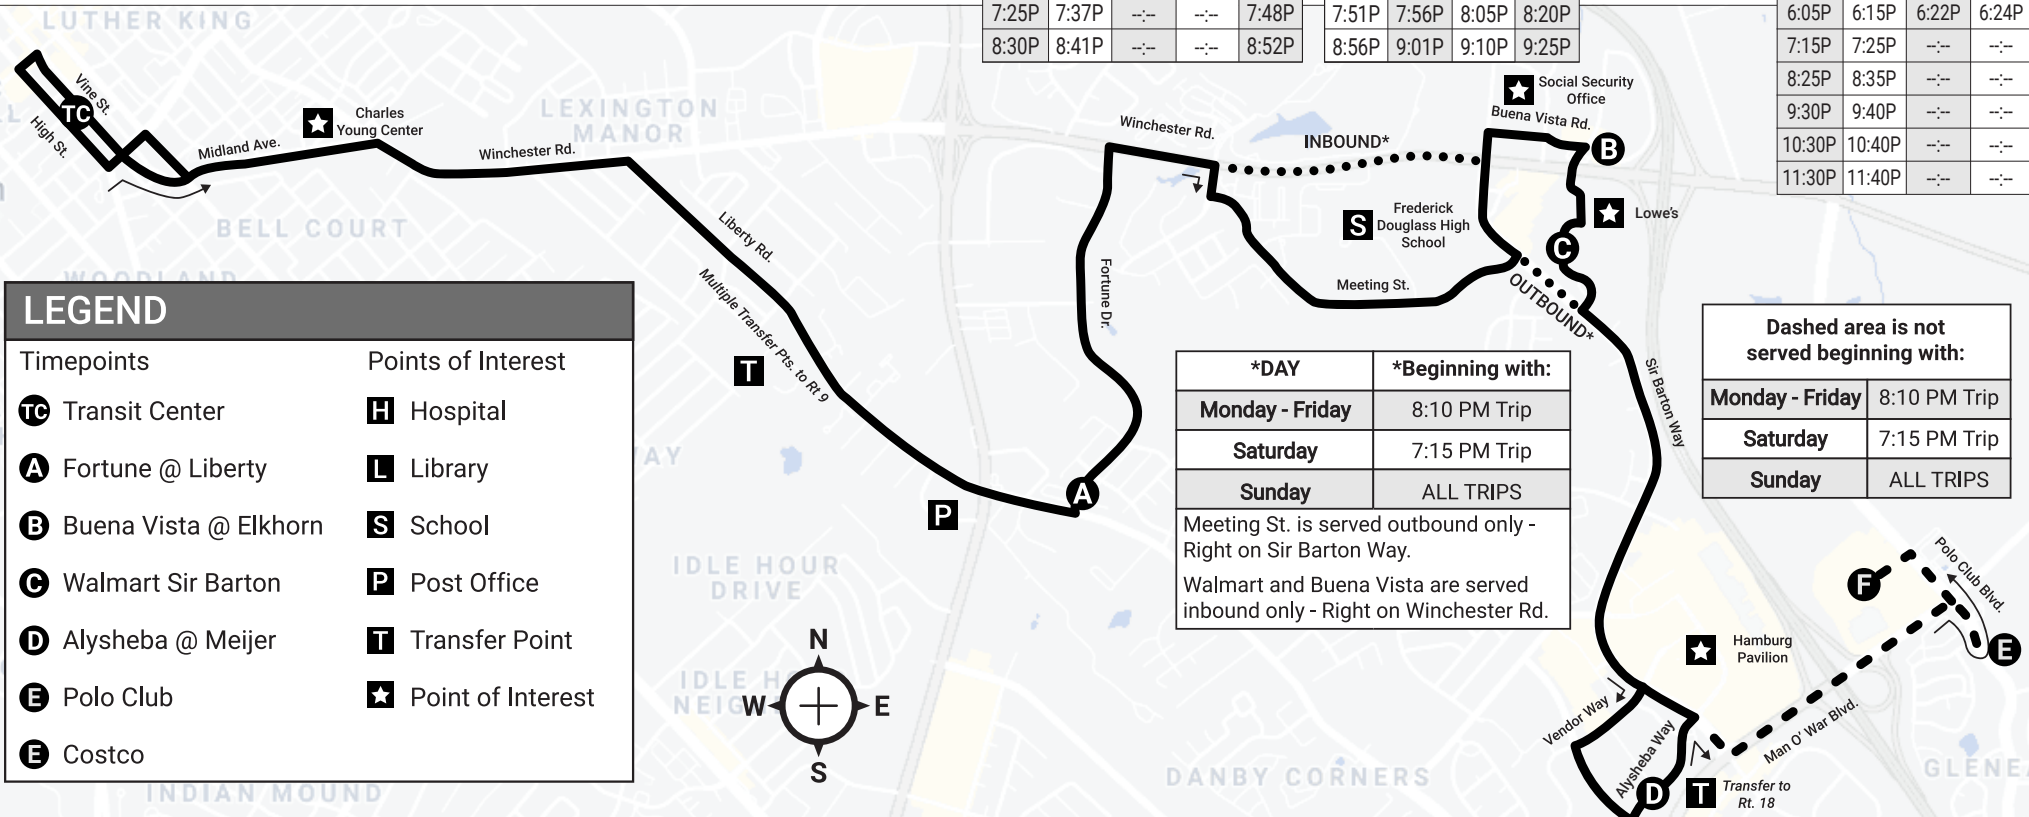 7:25P 7:37P --:-- --:-- 7:48P
8:30P 8:41P --:-- --:-- 8:52P
7:51P 7:56P 8:05P 8:20P
8:56P 9:01P 9:10P 9:25P
6:05P 6:15P 6:22P 6:24P
7:15P 7:25P --:-- --:--
8:25P 8:35P --:-- --:--
9:30P 9:40P --:-- --:--
10:30P 10:40P --:-- --:--
11:30P 11:40P --:-- --:--
LUTHER KING
Vine St.
TC
High St.
Midland Ave.
Charles
Young Center
LEXINGTON
MANOR
Winchester Rd.
BELL COURT
WOODLAND
Liberty Rd.
Multiple Transfer Pts. to Rt 9
T
P
A
Fortune Dr.
Winchester Rd.
INBOUND*
Social Security
Office
Buena Vista Rd.
B
Lowe's
C
S
Frederick
Douglass High
School
Meeting St.
OUTBOUND*
Sir Barton Way
LEGEND
Timepoints
TC Transit Center
A Fortune @ Liberty
B Buena Vista @ Elkhorn
C Walmart Sir Barton
D Alysheba @ Meijer
E Polo Club
E Costco
Points of Interest
H Hospital
L Library
S School
P Post Office
T Transfer Point
Point of Interest
WAY
IDLE HOUR
DRIVE
N
W E
S
*DAY *Beginning with:
Monday - Friday 8:10 PM Trip
Saturday 7:15 PM Trip
Sunday ALL TRIPS
Meeting St. is served outbound only -
Right on Sir Barton Way.
Walmart and Buena Vista are served
inbound only - Right on Winchester Rd.
Dashed area is not
served beginning with:
Monday - Friday 8:10 PM Trip
Saturday 7:15 PM Trip
Sunday ALL TRIPS
Polo Club Blvd.
F
E
Hamburg
Pavilion
Man O' War Blvd.
Vendor Way
Alysheba Way
D
T
Transfer to
Rt. 18
DANBY CORNERS
INDIAN MOUND